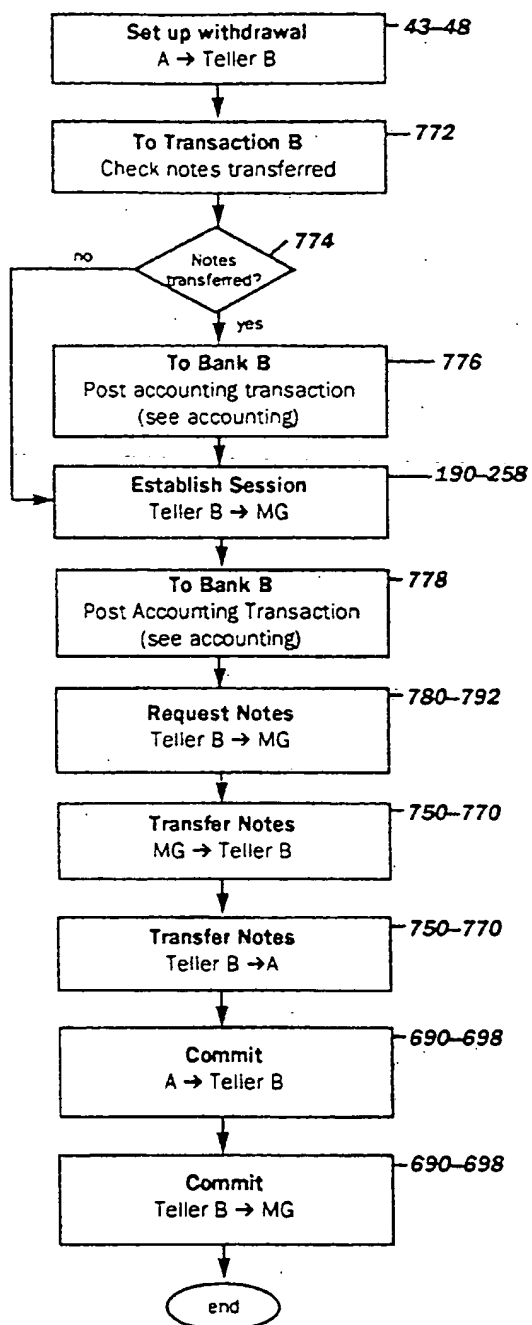 Set up withdrawal
A → Teller B
43–48
To Transaction B
Check notes transferred
772
Notes
transferred?
774
no
yes
To Bank B
Post accounting transaction
(see accounting)
776
Establish Session
Teller B → MG
190–258
To Bank B
Post Accounting Transaction
(see accounting)
778
Request Notes
Teller B → MG
780–792
Transfer Notes
MG → Teller B
750–770
Transfer Notes
Teller B → A
750–770
Commit
A → Teller B
690–698
Commit
Teller B → MG
690–698
end